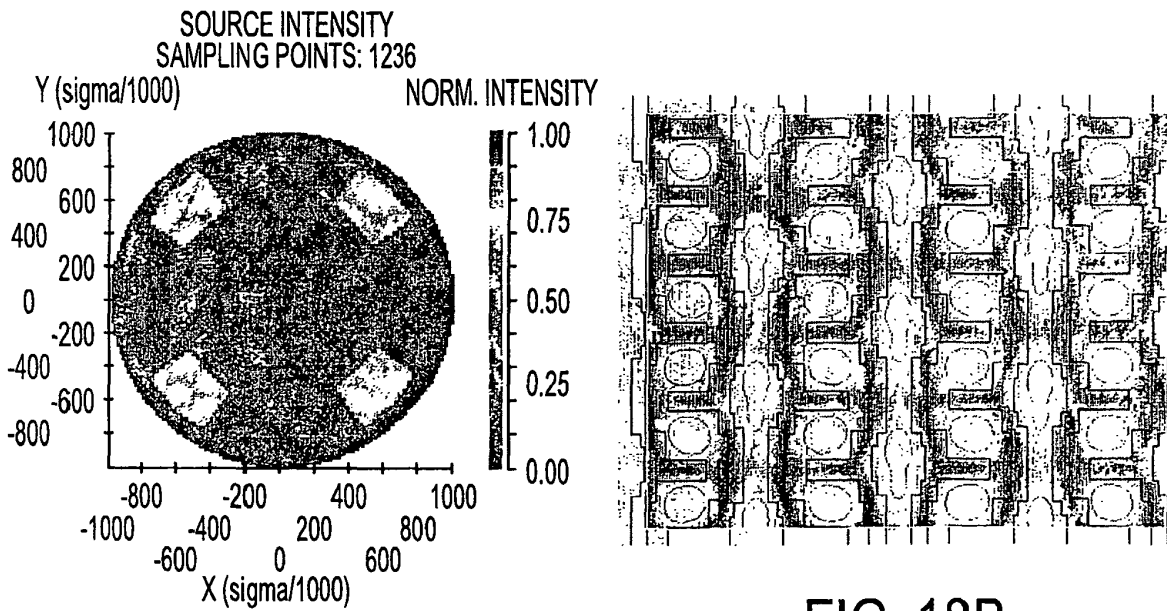 SOURCE INTENSITY
SAMPLING POINTS: 1236
Y (sigma/1000)
NORM. INTENSITY
1000
800
600
400
200
0
-200
-400
-600
-800
1.00
0.75
0.50
0.25
0.00
-800 -200 400 1000
-1000 -400 200 800
-600 0 600
X (sigma/1000)